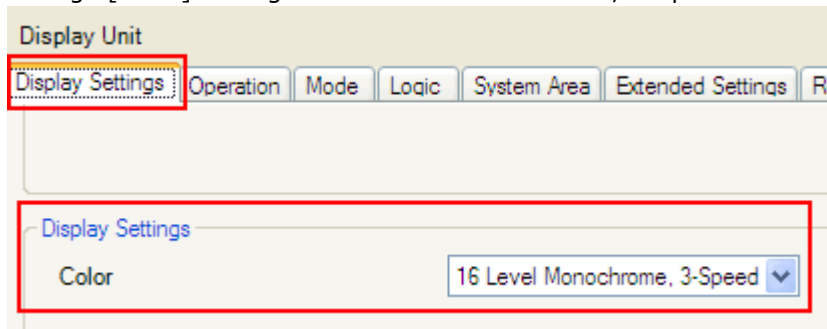 Display Unit
Display Settings Operation Mode Logic System Area Extended Settings R
Display Settings
Color 16 Level Monochrome, 3-Speed